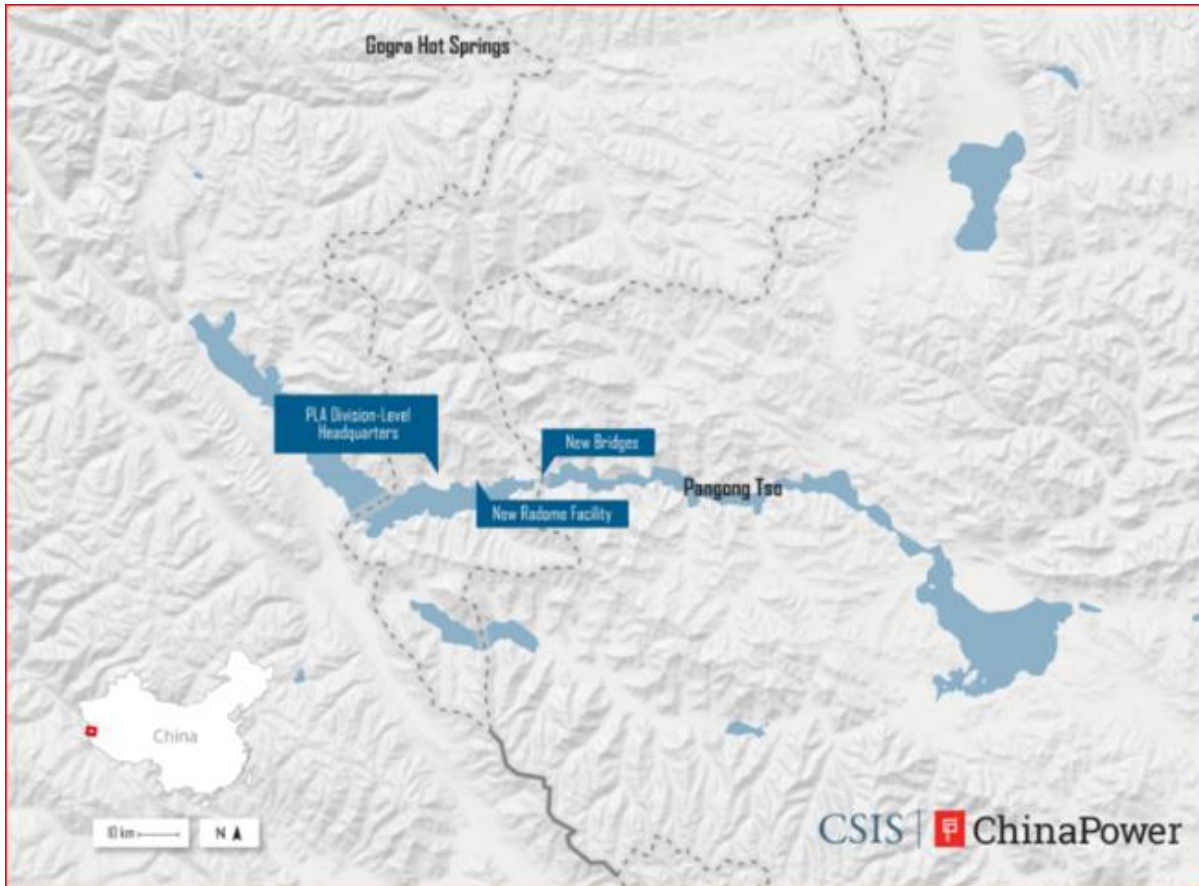 Gogra Hot Springs
PLA Division-Level
Headquarters
New Bridges
Pangong Tso
New Radome Facility
China
10 km
N
CSIS
ChinaPower